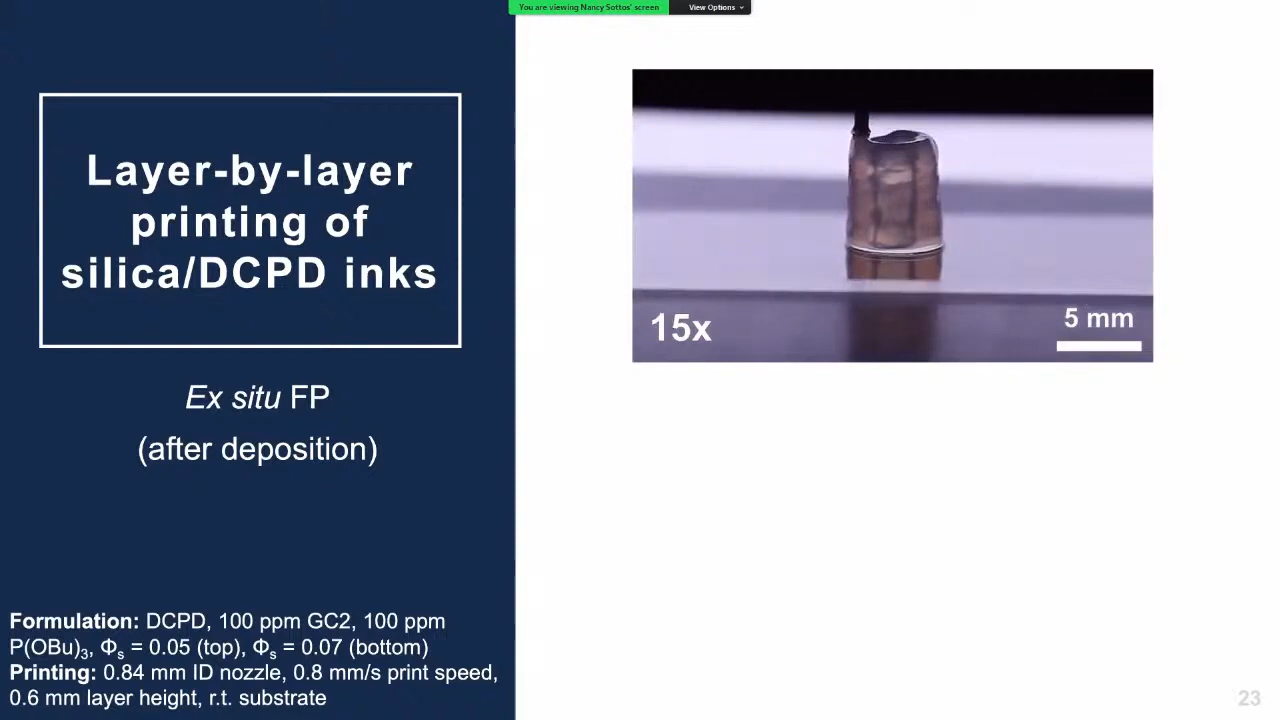 You are viewing Nancy Sottos' screen
View Options
Layer-by-layer
printing of
silica/DCPD inks
Ex situ FP
(after deposition)
Formulation: DCPD, 100 ppm GC2, 100 ppm
P(OBu)₃, Φₛ = 0.05 (top), Φₛ = 0.07 (bottom)
Printing: 0.84 mm ID nozzle, 0.8 mm/s print speed,
0.6 mm layer height, r.t. substrate
15x
5 mm
23